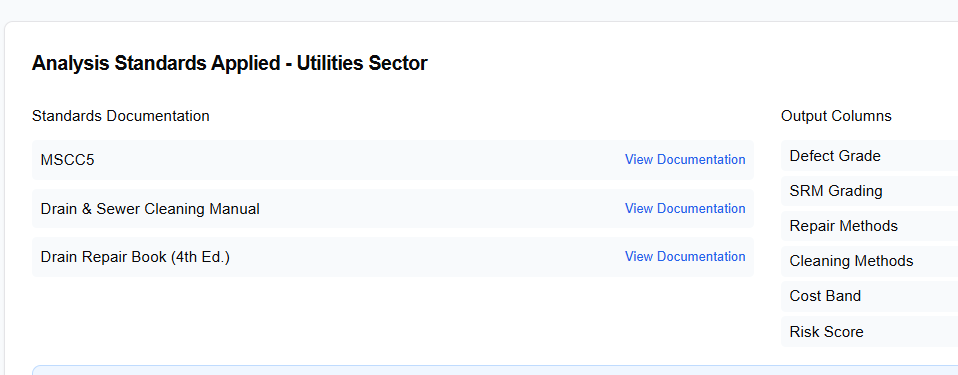 Analysis Standards Applied - Utilities Sector
Standards Documentation
MSCC5
View Documentation
Drain & Sewer Cleaning Manual
View Documentation
Drain Repair Book (4th Ed.)
View Documentation
Output Columns
Defect Grade
SRM Grading
Repair Methods
Cleaning Methods
Cost Band
Risk Score